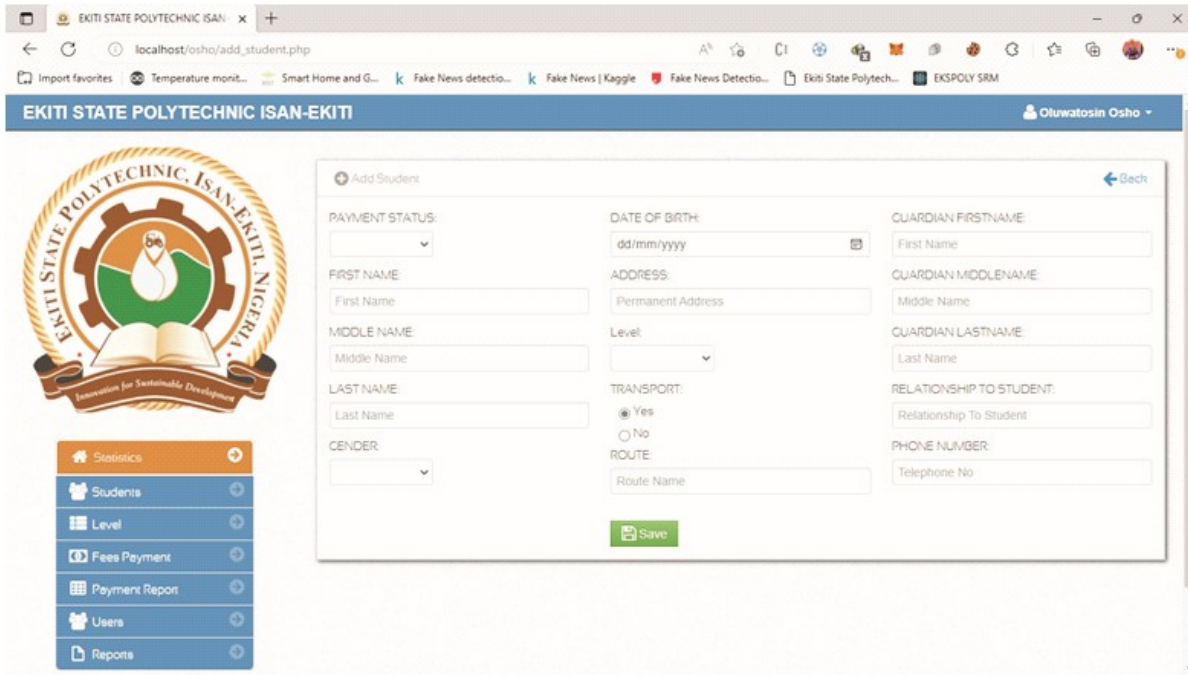 EKITI STATE POLYTECHNIC ISAN-
localhost/osho/add_student.php
Import favorites Temperature monit... Smart Home and G... Fake News detectio... Fake News | Kaggle Fake News Detectio... Ekiti State Polytech... EKSPOLY SRM
EKITI STATE POLYTECHNIC ISAN-EKITI Oluwatosin Osho
EKITI STATE POLYTECHNIC, ISAN-EKITI, NIGERIA
Innovation for Sustainable Development
Statistics
Students
Level
Fees Payment
Payment Report
Users
Reports
Add Student Back
PAYMENT STATUS:
FIRST NAME:
First Name
MIDDLE NAME:
Middle Name
LAST NAME:
Last Name
GENDER
DATE OF BIRTH:
dd/mm/yyyy
ADDRESS:
Permanent Address
Level:
TRANSPORT:
Yes
No
ROUTE:
Route Name
Save
GUARDIAN FIRSTNAME:
First Name
GUARDIAN MIDDLENAME:
Middle Name
GUARDIAN LASTNAME:
Last Name
RELATIONSHIP TO STUDENT:
Relationship To Student
PHONE NUMBER:
Telephone No